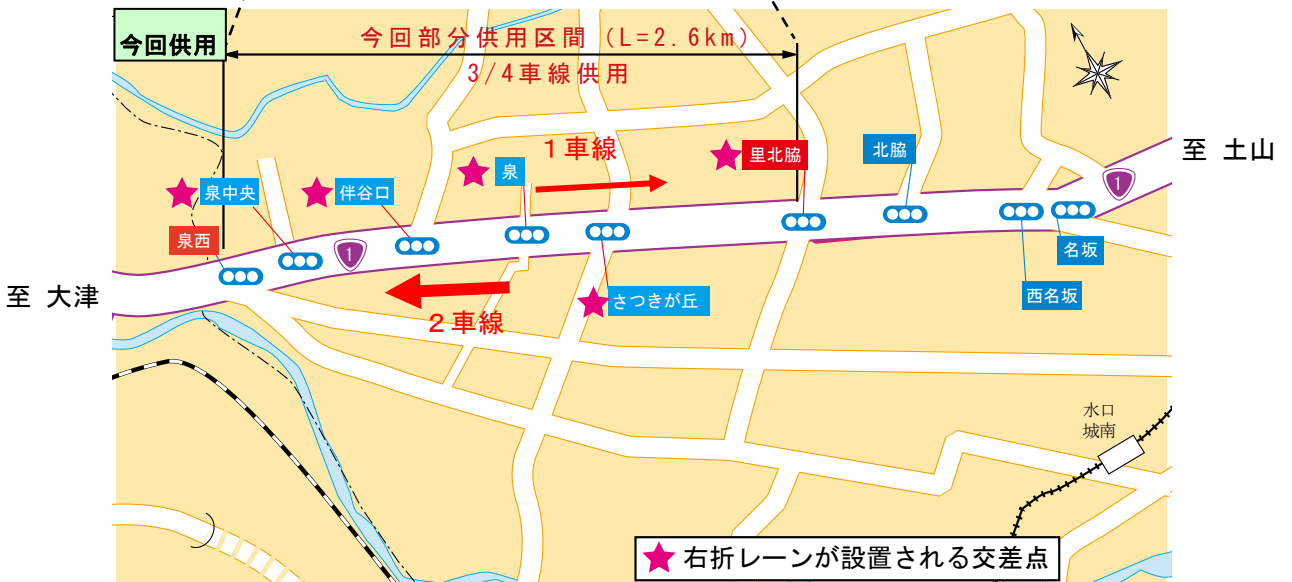 今回供用
今回部分供用区間（L=2.6km）
3/4車線供用
至 土山
1車線
里北脇
北脇
泉
泉中央
伴谷口
1
泉西
1
名坂
西名坂
さつきが丘
至 大津
2車線
水口
城南
右折レーンが設置される交差点